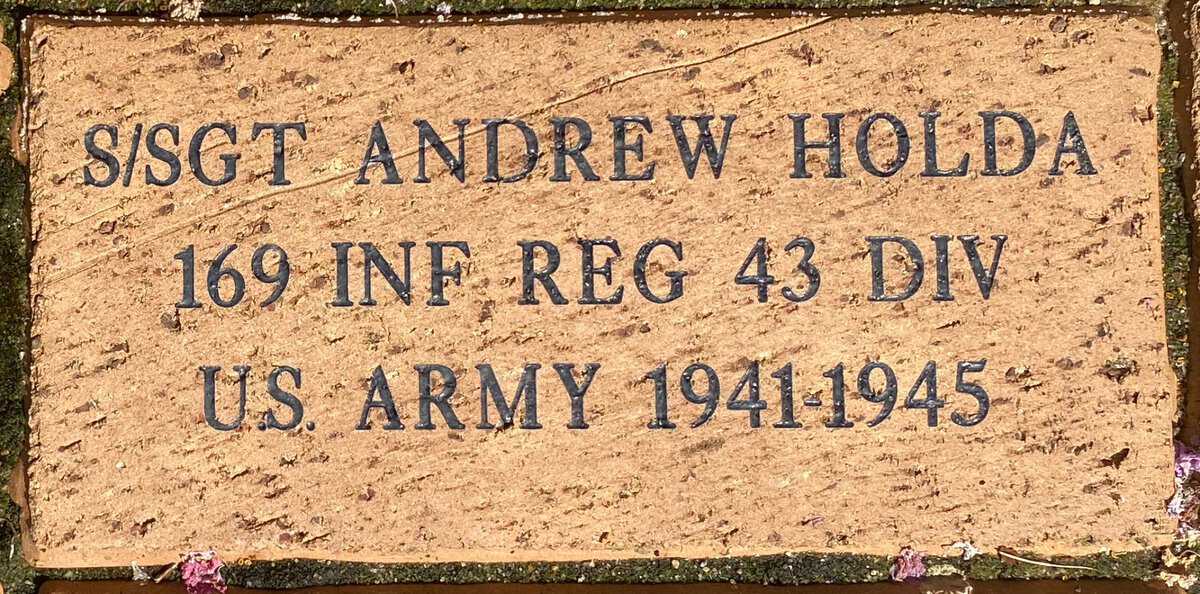 S/SGT ANDREW HOLDA
169 INF REG 43 DIV
U.S. ARMY 1941-1945